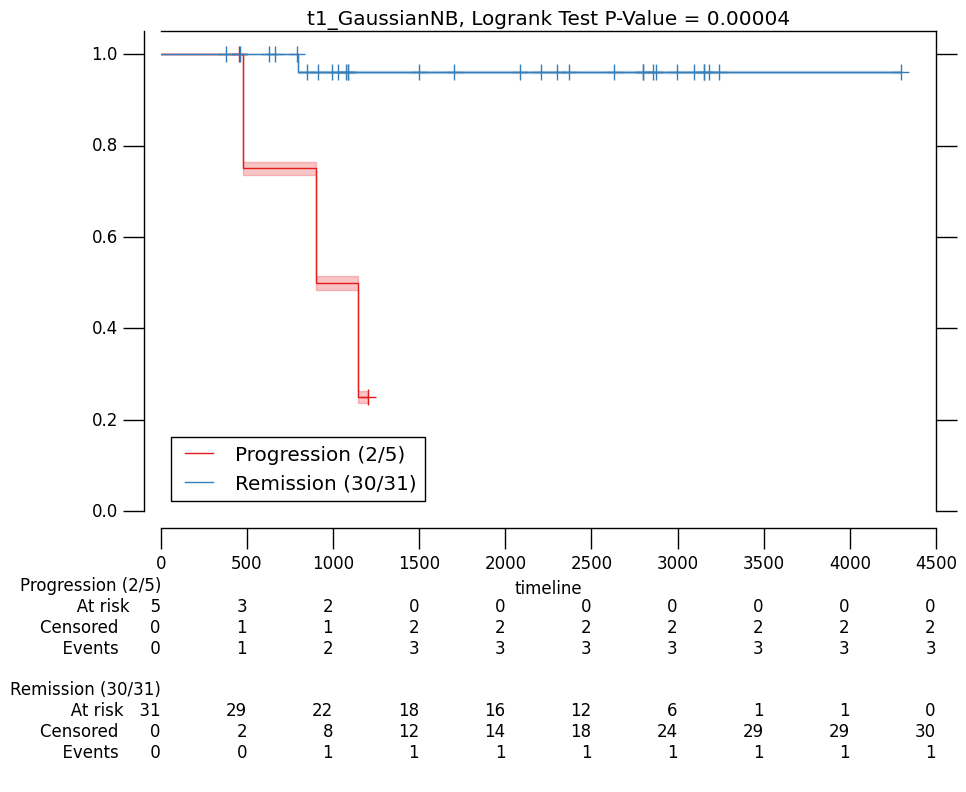 t1_GaussianNB, Logrank Test P-Value = 0.00004
1.0
0.8
0.6
0.4
0.2
0.0
Progression (2/5)
Remission (30/31)
0 500 1000 1500 2000 2500 3000 3500 4000 4500
timeline
Progression (2/5)
At risk 5 3 2 0 0 0 0 0 0 0
Censored 0 1 1 2 2 2 2 2 2 2
Events 0 1 2 3 3 3 3 3 3 3
Remission (30/31)
At risk 31 29 22 18 16 12 6 1 1 0
Censored 0 2 8 12 14 18 24 29 29 30
Events 0 0 1 1 1 1 1 1 1 1